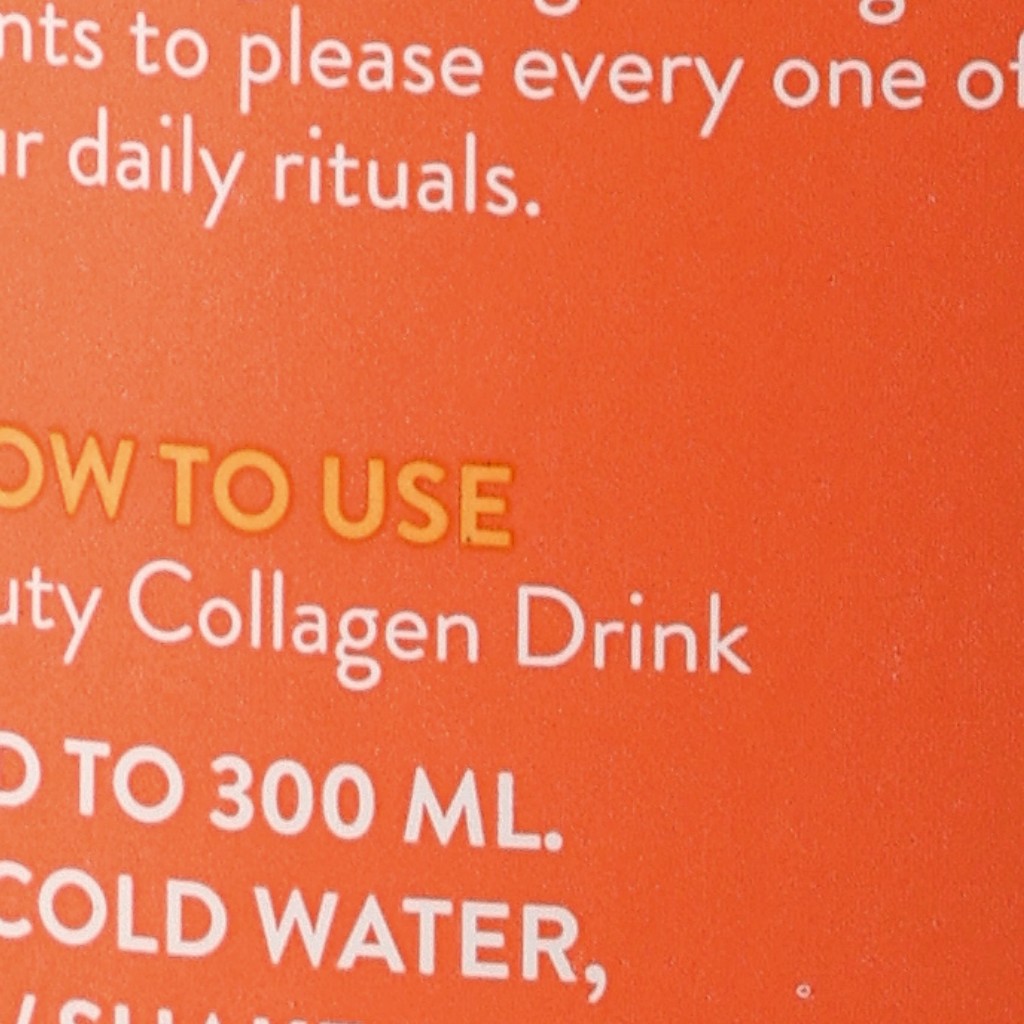 nts to please every one of
ur daily rituals.
OW TO USE
uty Collagen Drink
D TO 300 ML.
COLD WATER,